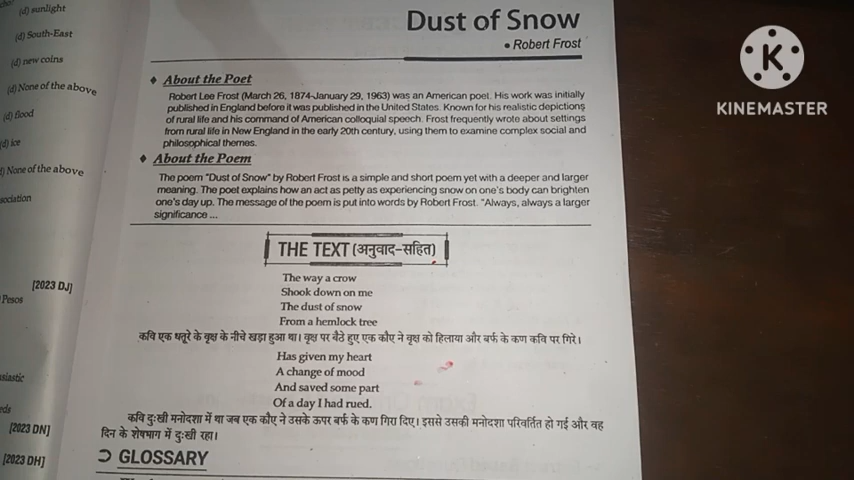 (d) sunlight
(d) South-East
(d) new coins
(d) None of the above
(d) flood
(d) ice
) None of the above
sociation
[2023 DJ]
Pesos
siastic
eds
[2023 DN]
[2023 DH]
Dust of Snow
• Robert Frost
♦ About the Poet
Robert Lee Frost (March 26, 1874-January 29, 1963) was an American poet. His work was initially
published in England before it was published in the United States. Known for his realistic depictions
of rural life and his command of American colloquial speech. Frost frequently wrote about settings
from rural life in New England in the early 20th century, using them to examine complex social and
philosophical themes.
♦ About the Poem
The poem "Dust of Snow" by Robert Frost is a simple and short poem yet with a deeper and larger
meaning. The poet explains how an act as petty as experiencing snow on one's body can brighten
one's day up. The message of the poem is put into words by Robert Frost. "Always, always a larger
significance ...
THE TEXT (अनुवाद-सहित)
The way a crow
Shook down on me
The dust of snow
From a hemlock tree
कवि एक धतूरे के वृक्ष के नीचे खड़ा हुआ था। वृक्ष पर बैठे हुए एक कौए ने वृक्ष को हिलाया और बर्फ के कण कवि पर गिरे।
Has given my heart
A change of mood
And saved some part
Of a day I had rued.
कवि दुःखी मनोदशा में था जब एक कौए ने उसके ऊपर बर्फ के कण गिरा दिए। इससे उसकी मनोदशा परिवर्तित हो गई और वह
दिन के शेषभाग में दुःखी रहा।
⊃ GLOSSARY
K
KINEMASTER